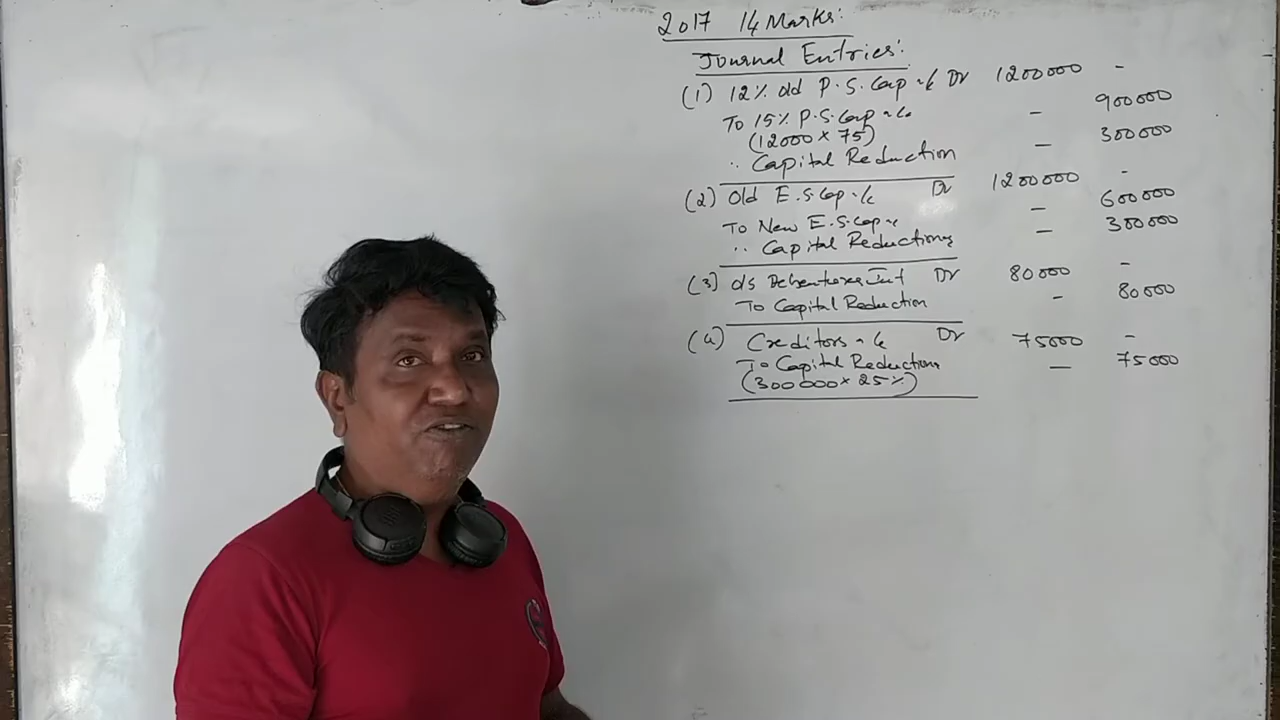 2017 14 Marks:
Journal Entries:
(1) 12% old P.S.Cap a/c Dr 1200000 -
To 15% P.S.Cap a/c - 900000
(12000 x 75)
" Capital Reduction - 300000
(2) Old E.S.Cap a/c Dr 1200000 -
To New E.S.Cap a/c - 600000
" Capital Reduction - 300000
(3) O/S Debentures Int Dr 80000 -
To Capital Reduction - 80000
(4) Creditors a/c Dr 75000 -
To Capital Reduction — 75000
(300000 x 25%)